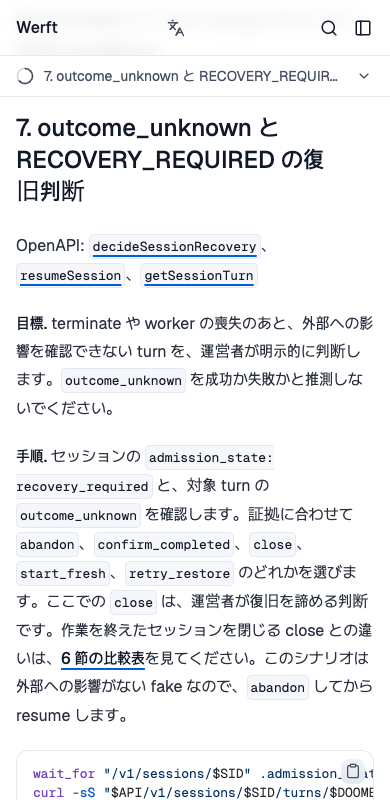 Werft
7. outcome_unknown と RECOVERY_REQUIR...
7. outcome_unknown と
RECOVERY_REQUIRED の復
旧判断
OpenAPI: decideSessionRecovery、
resumeSession、getSessionTurn
目標. terminate や worker の喪失のあと、外部への影
響を確認できない turn を、運営者が明示的に判断し
ます。outcome_unknown を成功か失敗かと推測しな
いでください。
手順. セッションの admission_state:
recovery_required と、対象 turn の
outcome_unknown を確認します。証拠に合わせて
abandon、confirm_completed、close、
start_fresh、retry_restore のどれかを選びま
す。ここでの close は、運営者が復旧を諦める判断
です。作業を終えたセッションを閉じる close との違
いは、6 節の比較表を見てください。このシナリオは
外部への影響がない fake なので、abandon してから
resume します。
wait_for "/v1/sessions/$SID" .admission_
curl -sS "$API/v1/sessions/$SID/turns/$DOOME